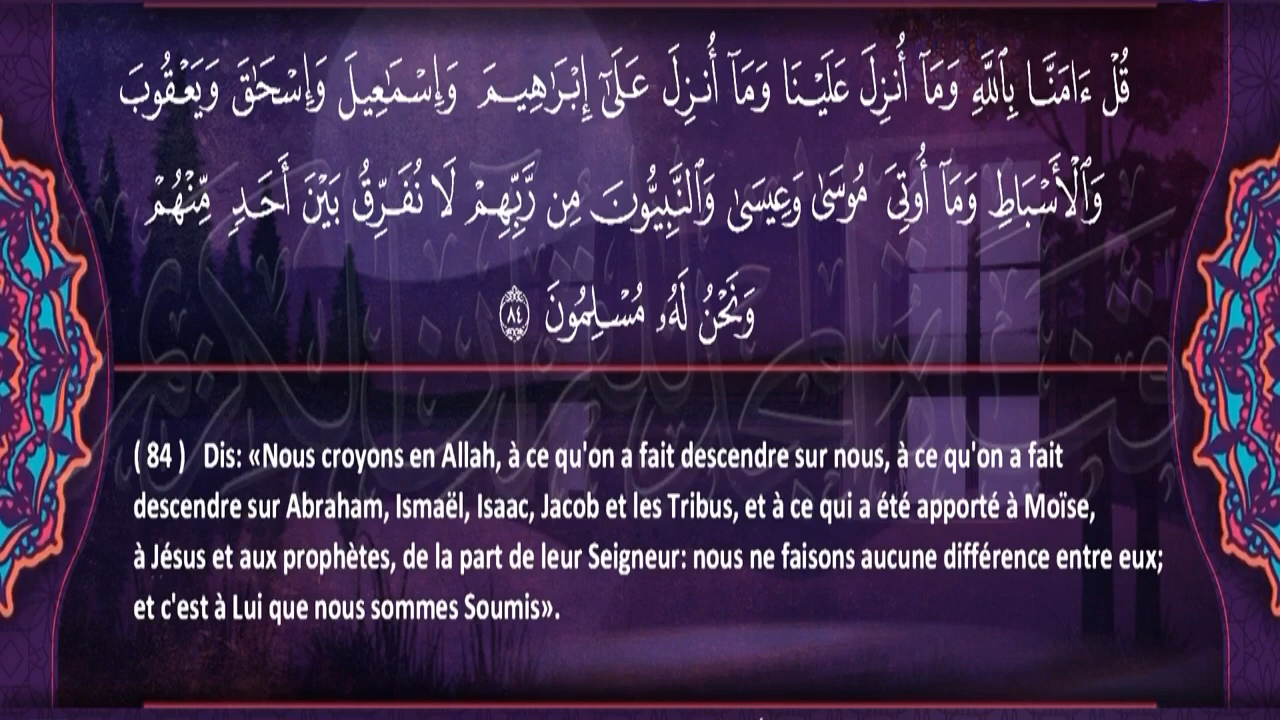 قُلْ ءَامَنَّا بِٱللَّهِ وَمَآ أُنزِلَ عَلَيْنَا وَمَآ أُنزِلَ عَلَىٰٓ إِبْرَٰهِيمَ وَإِسْمَٰعِيلَ وَإِسْحَٰقَ وَيَعْقُوبَ
وَٱلْأَسْبَاطِ وَمَآ أُوتِىَ مُوسَىٰ وَعِيسَىٰ وَٱلنَّبِيُّونَ مِن رَّبِّهِمْ لَا نُفَرِّقُ بَيْنَ أَحَدٍ مِّنْهُمْ
وَنَحْنُ لَهُۥ مُسْلِمُونَ ٨٤
( 84 ) Dis: «Nous croyons en Allah, à ce qu'on a fait descendre sur nous, à ce qu'on a fait
descendre sur Abraham, Ismaël, Isaac, Jacob et les Tribus, et à ce qui a été apporté à Moïse,
à Jésus et aux prophètes, de la part de leur Seigneur: nous ne faisons aucune différence entre eux;
et c'est à Lui que nous sommes Soumis».